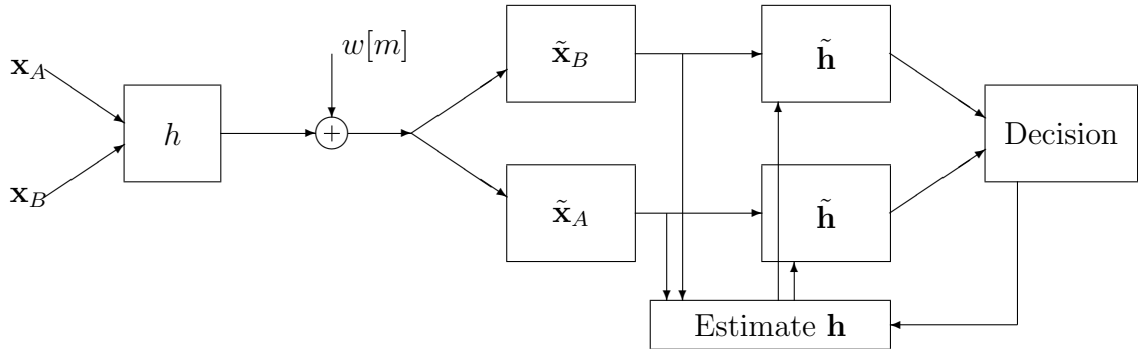 w[m]
x_A
x_B
h
+
x̃_B
x̃_A
h̃
h̃
Decision
Estimate h